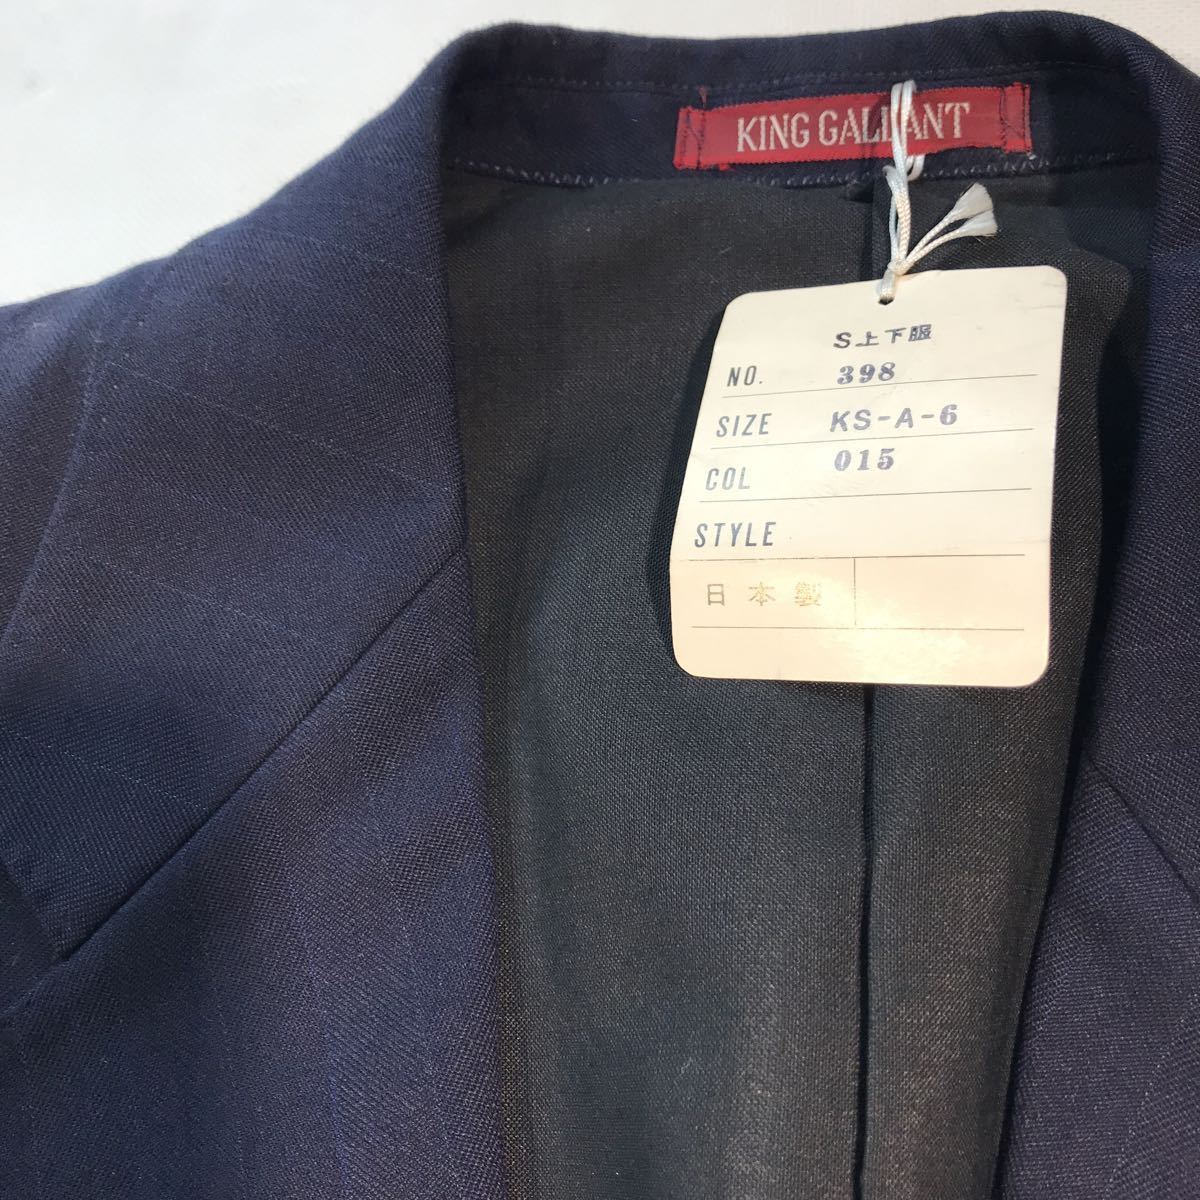 KING GALLANT
S上下服
NO. 398
SIZE KS-A-6
COL 015
STYLE
日本製